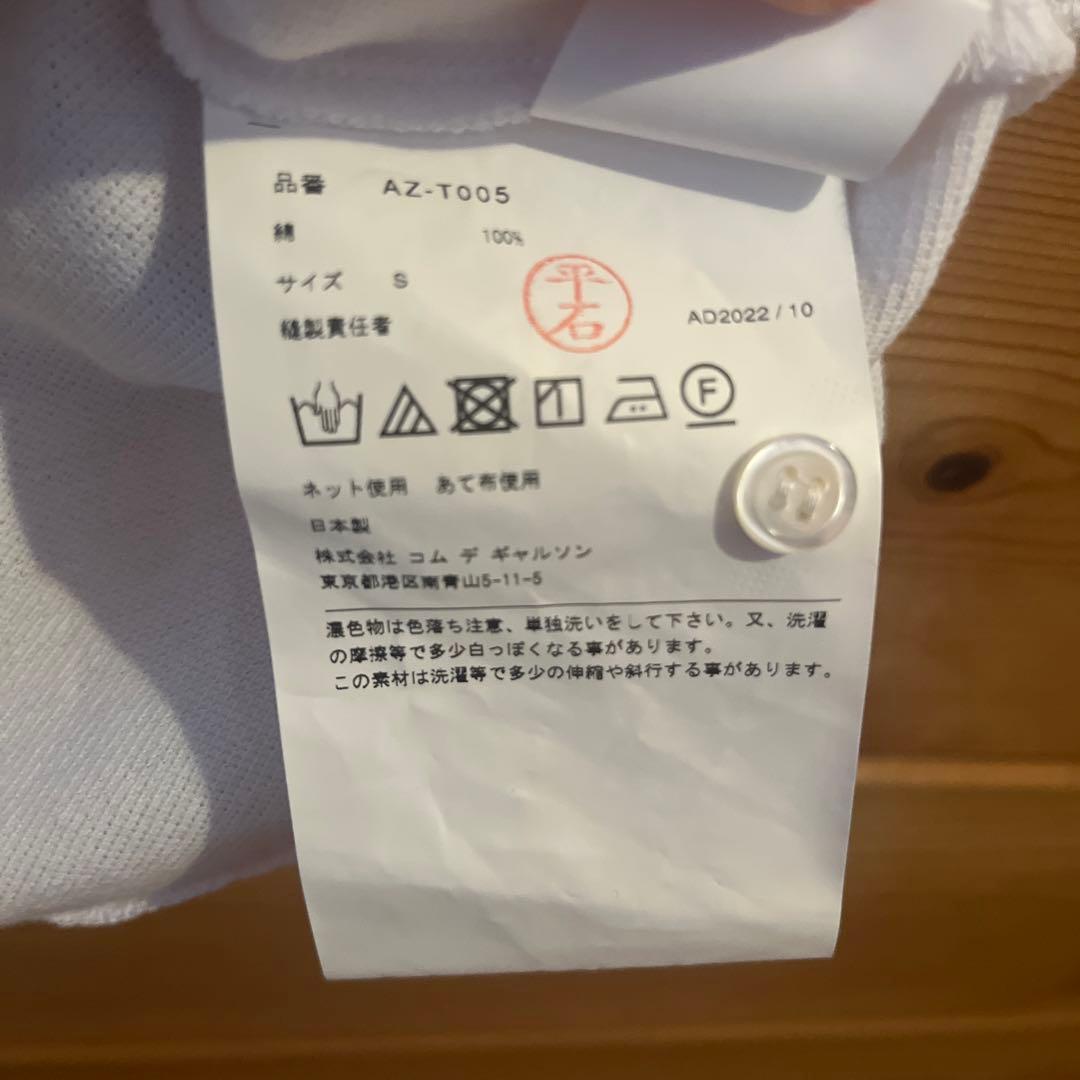 品番 AZ-T005
綿 100%
サイズ S
縫製責任者 平石 AD2022/10
F
ネット使用 あて布使用
日本製
株式会社 コム デ ギャルソン
東京都港区南青山5-11-5
濃色物は色落ち注意、単独洗いをして下さい。又、洗濯
の摩擦等で多少白っぽくなる事があります。
この素材は洗濯等で多少の伸縮や斜行する事があります。